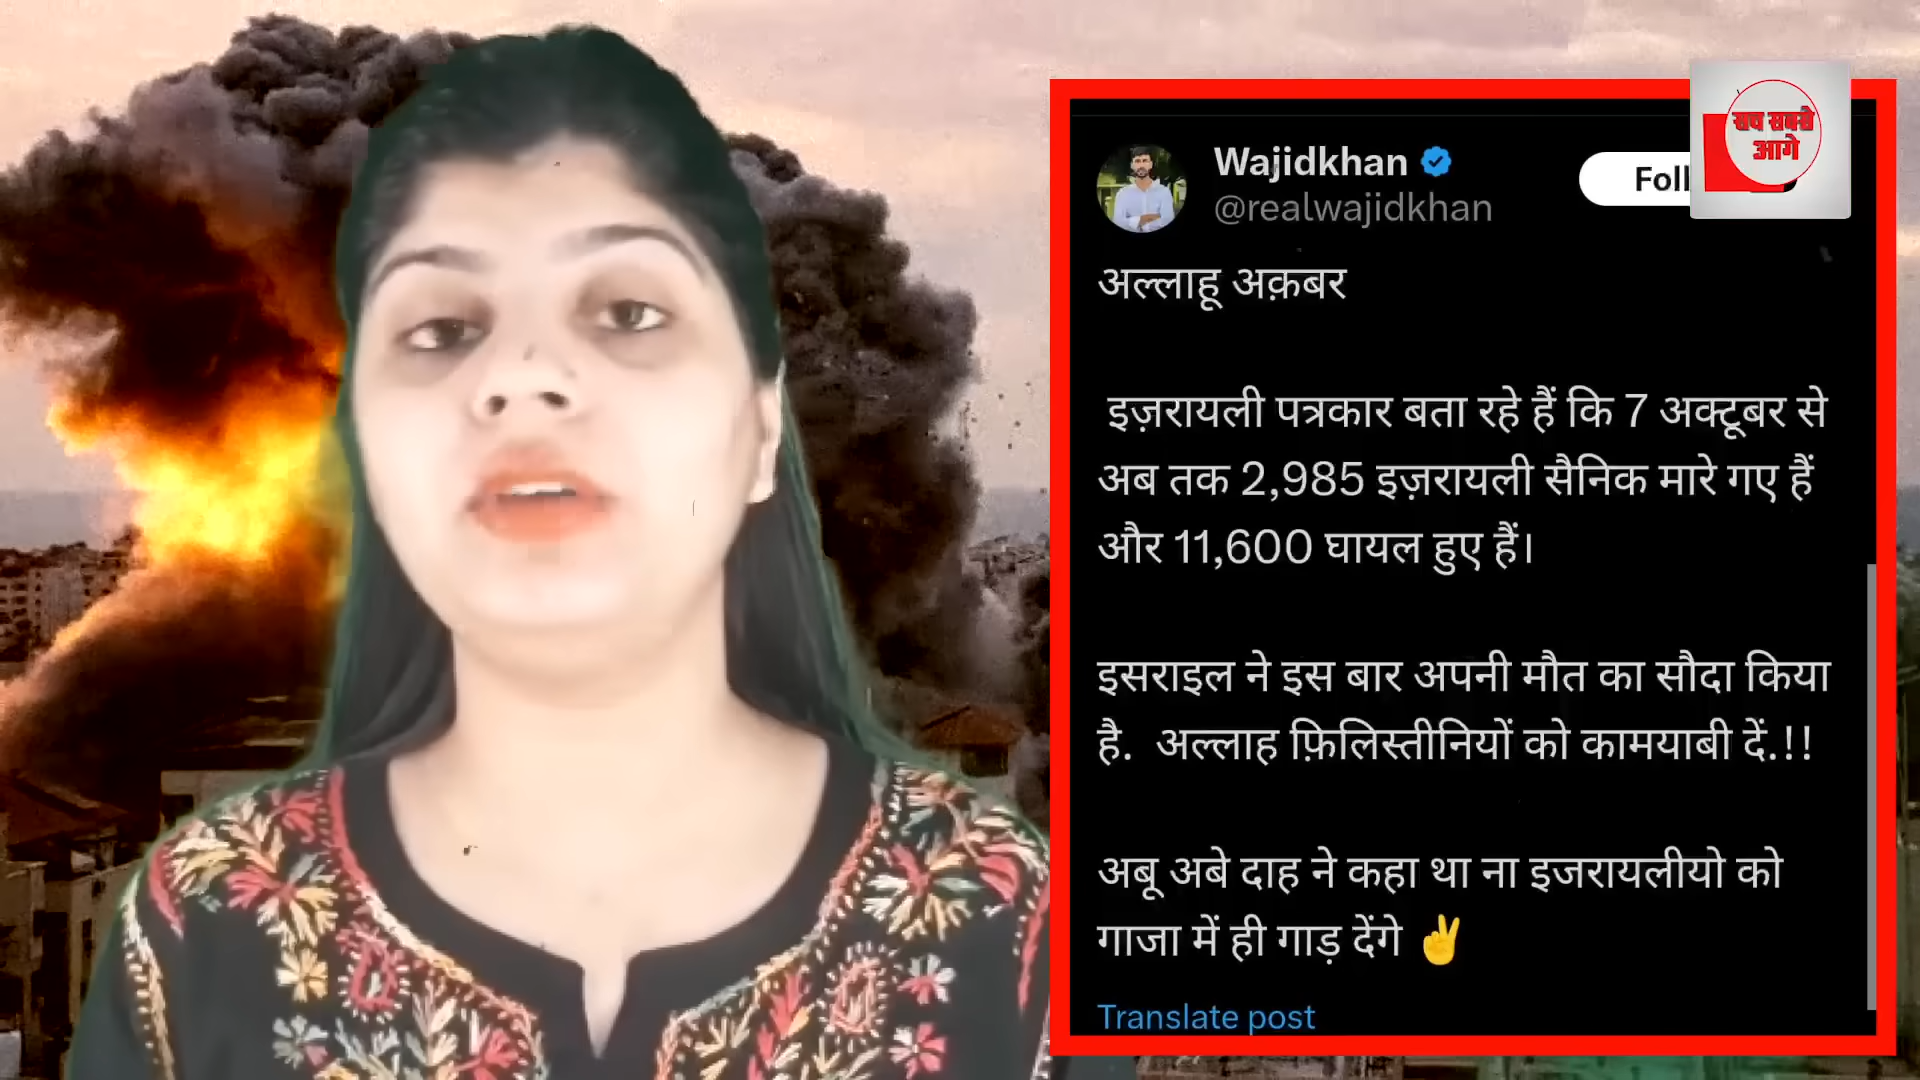 Wajidkhan
@realwajidkhan
Foll
सच सबसे
आगे
अल्लाहू अक़बर
इज़रायली पत्रकार बता रहे हैं कि 7 अक्टूबर से
अब तक 2,985 इज़रायली सैनिक मारे गए हैं
और 11,600 घायल हुए हैं।
इसराइल ने इस बार अपनी मौत का सौदा किया
है. अल्लाह फ़िलिस्तीनियों को कामयाबी दें.!!
अबू अबे दाह ने कहा था ना इजरायलीयो को
गाजा में ही गाड़ देंगे ✌️
Translate post